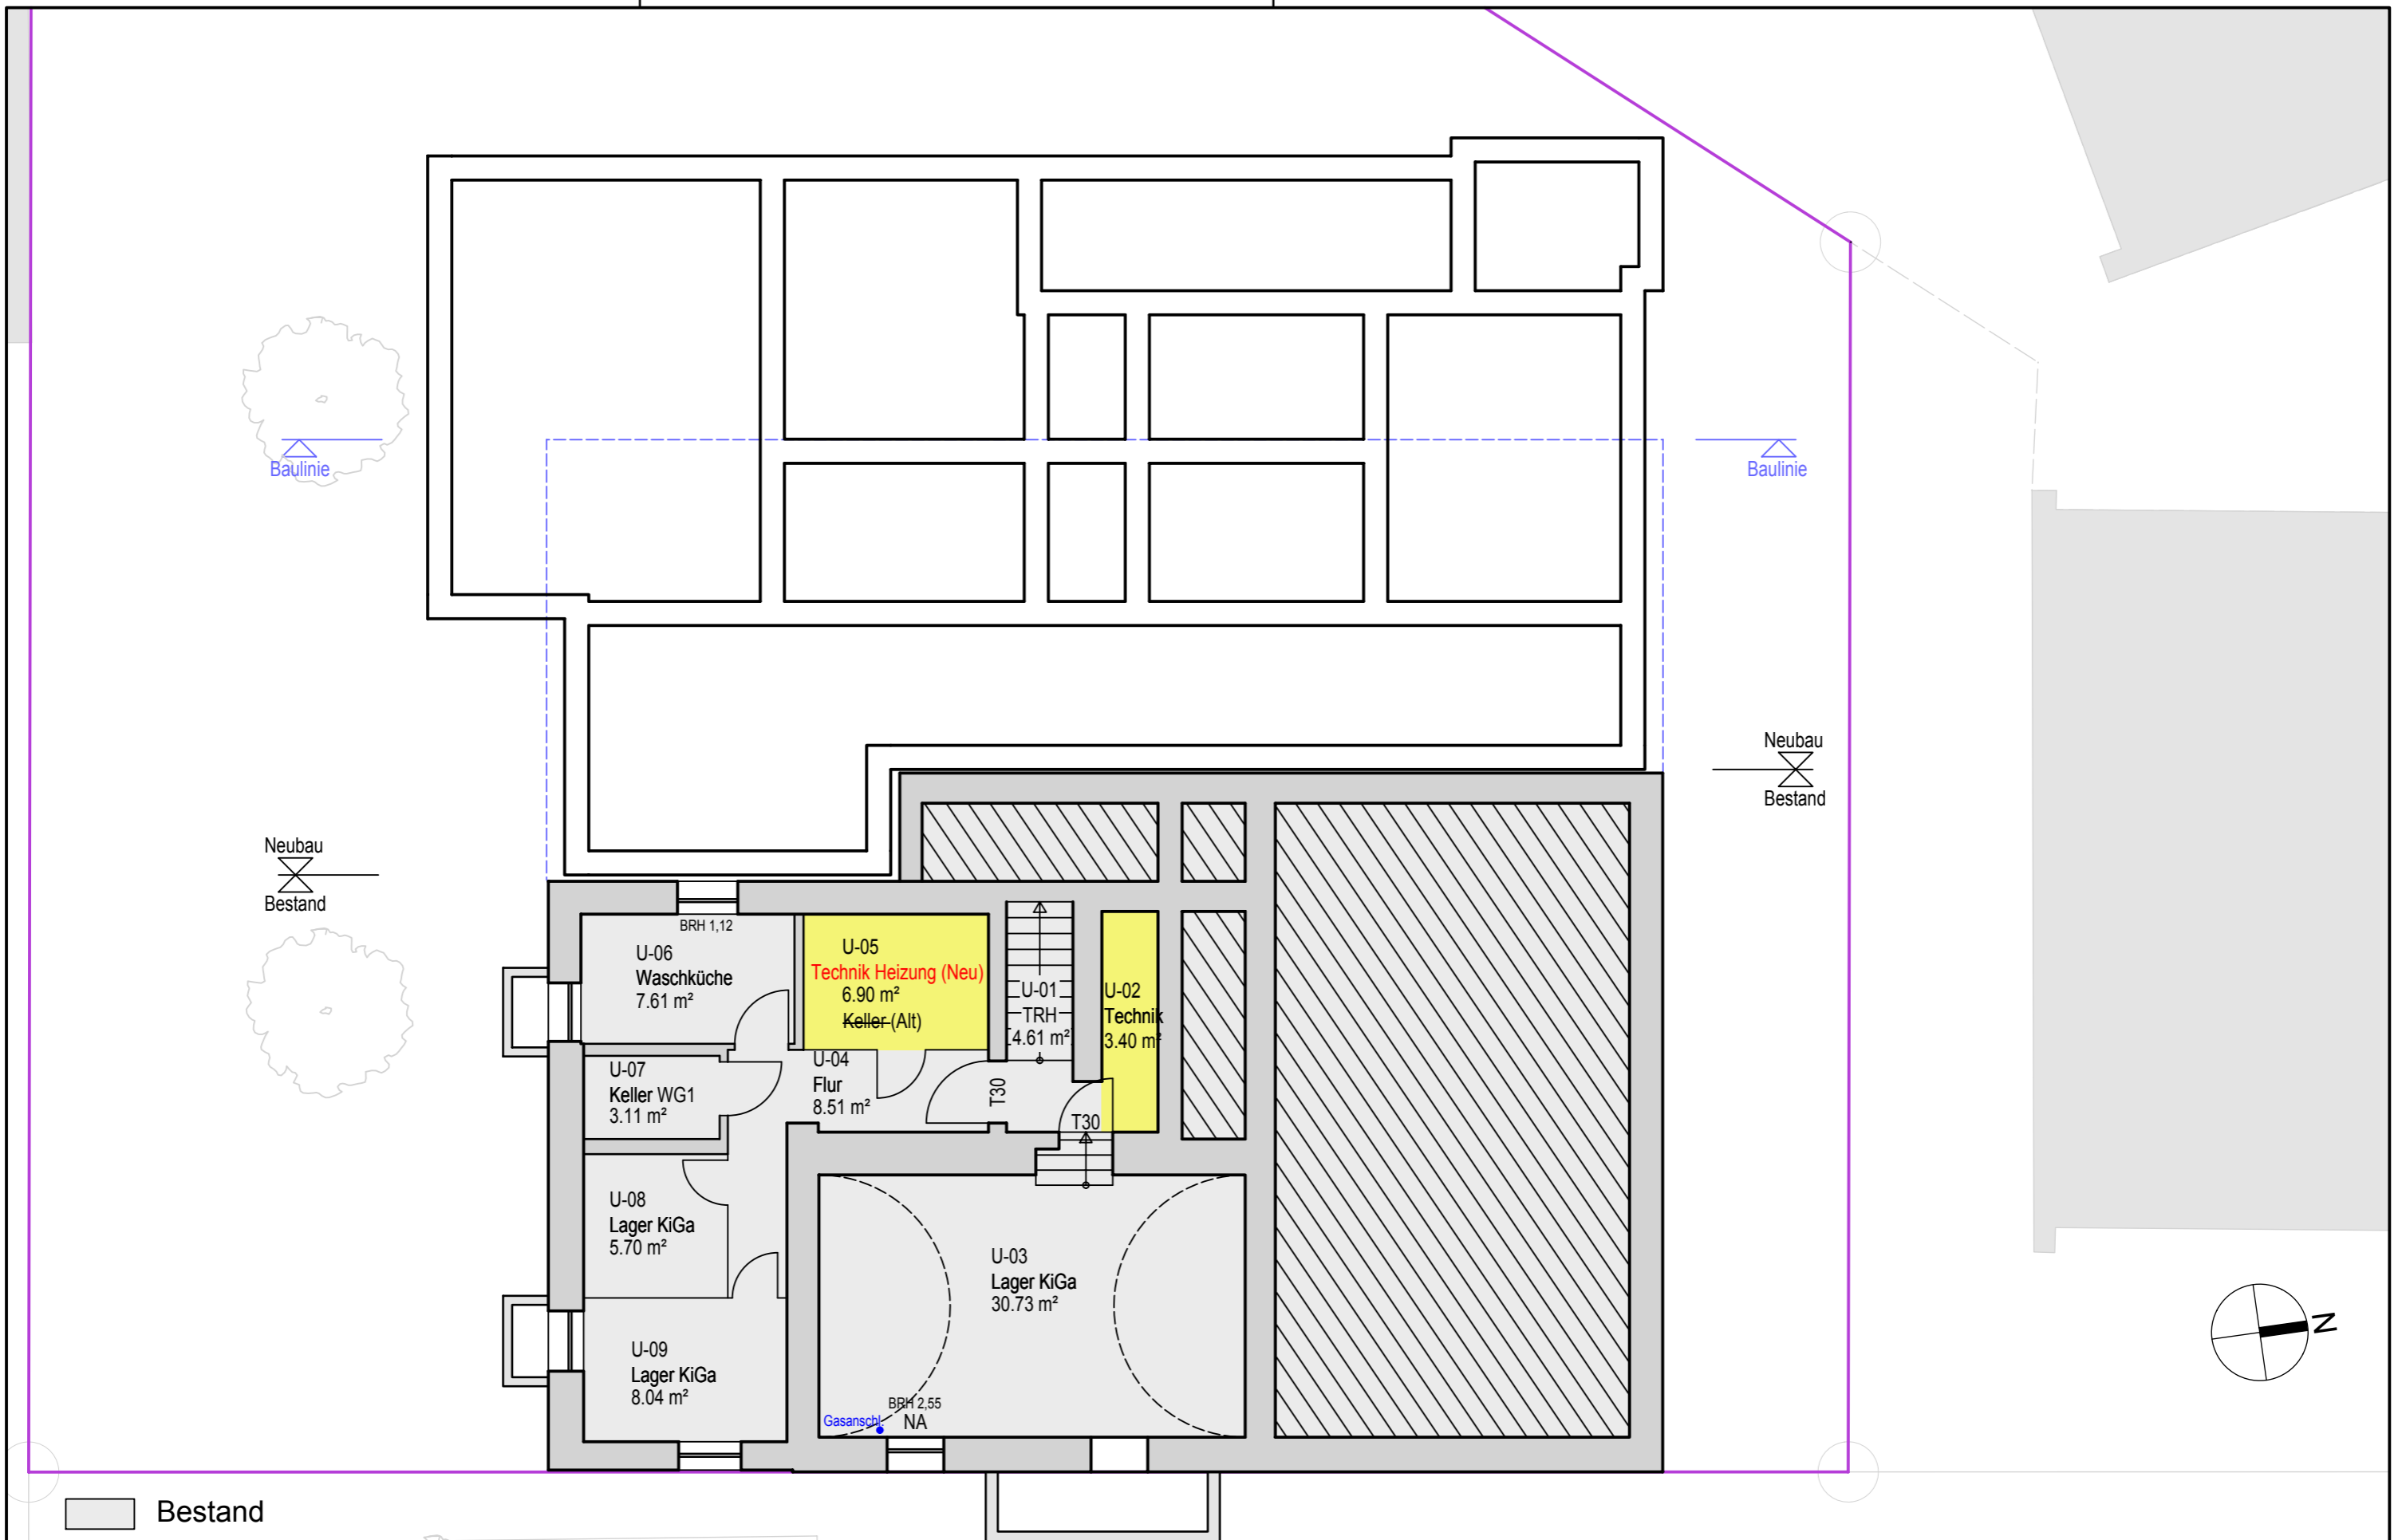 Baulinie
Baulinie
Neubau
Bestand
Neubau
Bestand
BRH 1,12
U-06
Waschküche
7.61 m²
U-05
Technik Heizung (Neu)
6.90 m²
Keller (Alt)
U-01
TRH
4.61 m²
U-02
Technik
3.40 m²
U-07
Keller WG1
3.11 m²
U-04
Flur
8.51 m²
T30
T30
U-08
Lager KiGa
5.70 m²
U-03
Lager KiGa
30.73 m²
U-09
Lager KiGa
8.04 m²
BRH 2,55
Gasanschl.
NA
N
Bestand